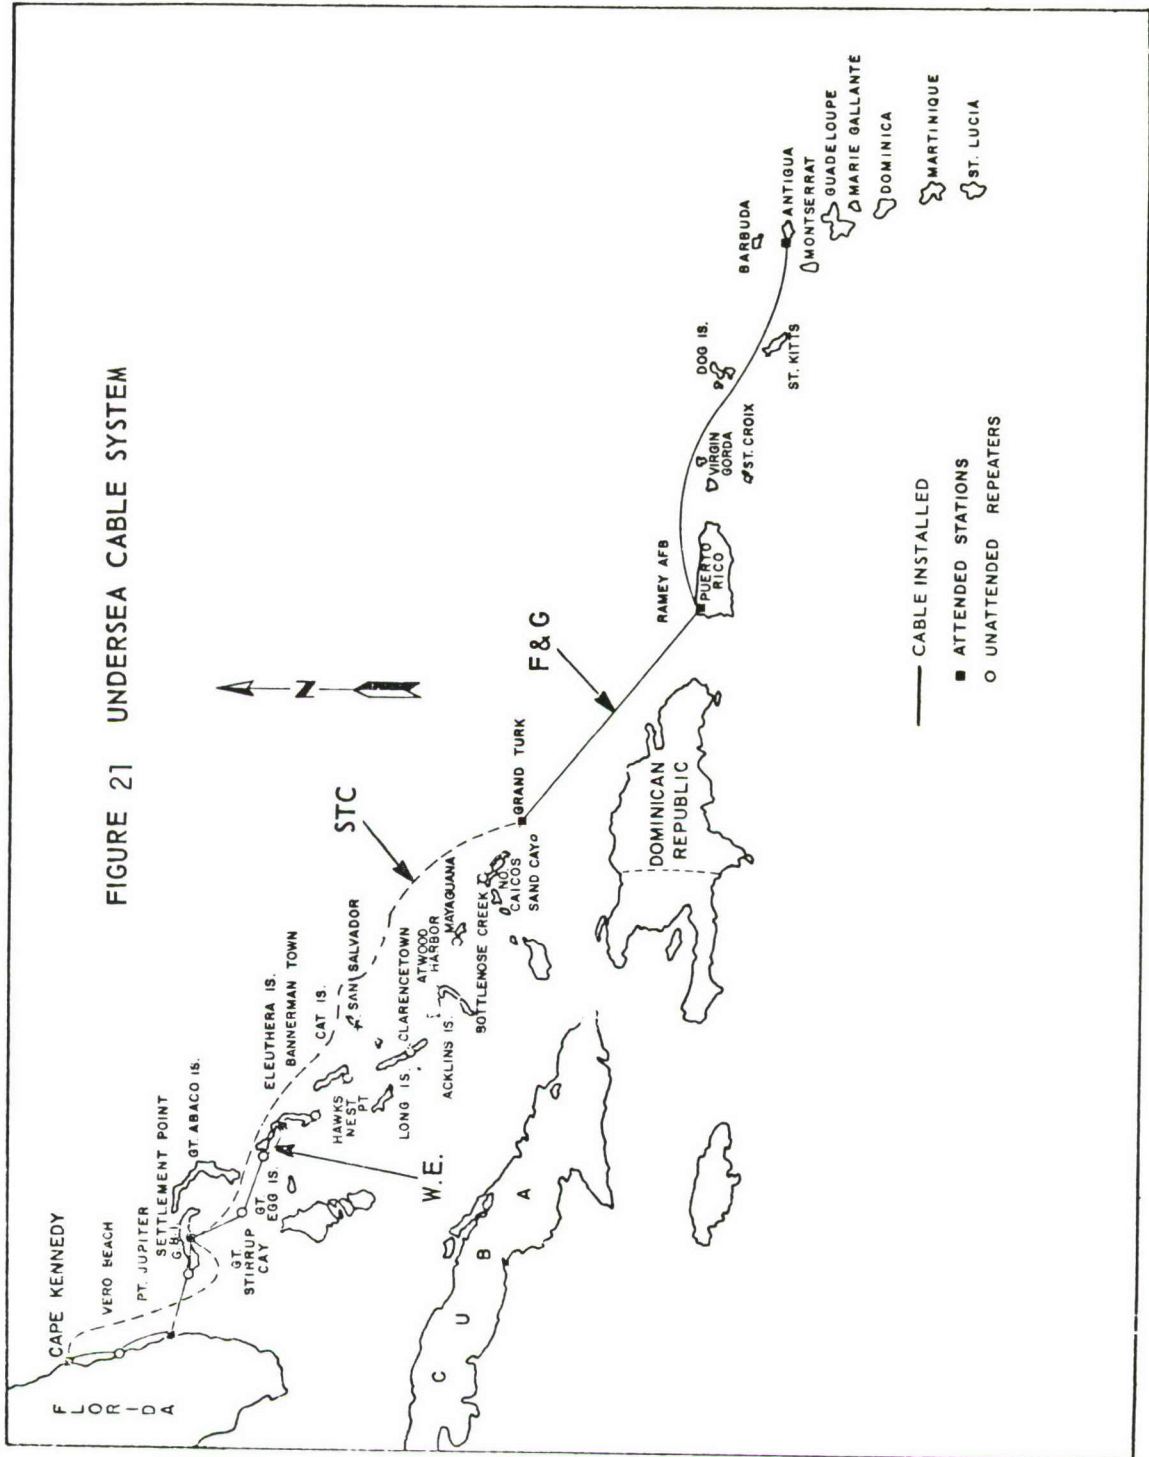 FIGURE 21 UNDERSEA CABLE SYSTEM
N
FLORIDA
CAPE KENNEDY
VERO BEACH
PT. JUPITER
SETTLEMENT POINT
G.B.I.
GT. ABACO IS.
GT.
STIRRUP
CAY
GT.
EGG IS.
ELEUTHERA IS.
BANNERMAN TOWN
CAT IS.
SAN SALVADOR
HAWKS
NEST
PT
LONG IS.
CLARENCETOWN
ACKLINS IS.
ATWOOD
HARBOR
MAYAGUANA
BOTTLENOSE CREEK
NO.
CAICOS
SAND CAY
GRAND TURK
W.E.
STC
F & G
CUBA
DOMINICAN
REPUBLIC
RAMEY AFB
PUERTO
RICO
VIRGIN
GORDA
ST. CROIX
DOG IS.
ST. KITTS
BARBUDA
ANTIGUA
MONTSERRAT
GUADELOUPE
MARIE GALLANTE
DOMINICA
MARTINIQUE
ST. LUCIA
CABLE INSTALLED
ATTENDED STATIONS
UNATTENDED REPEATERS